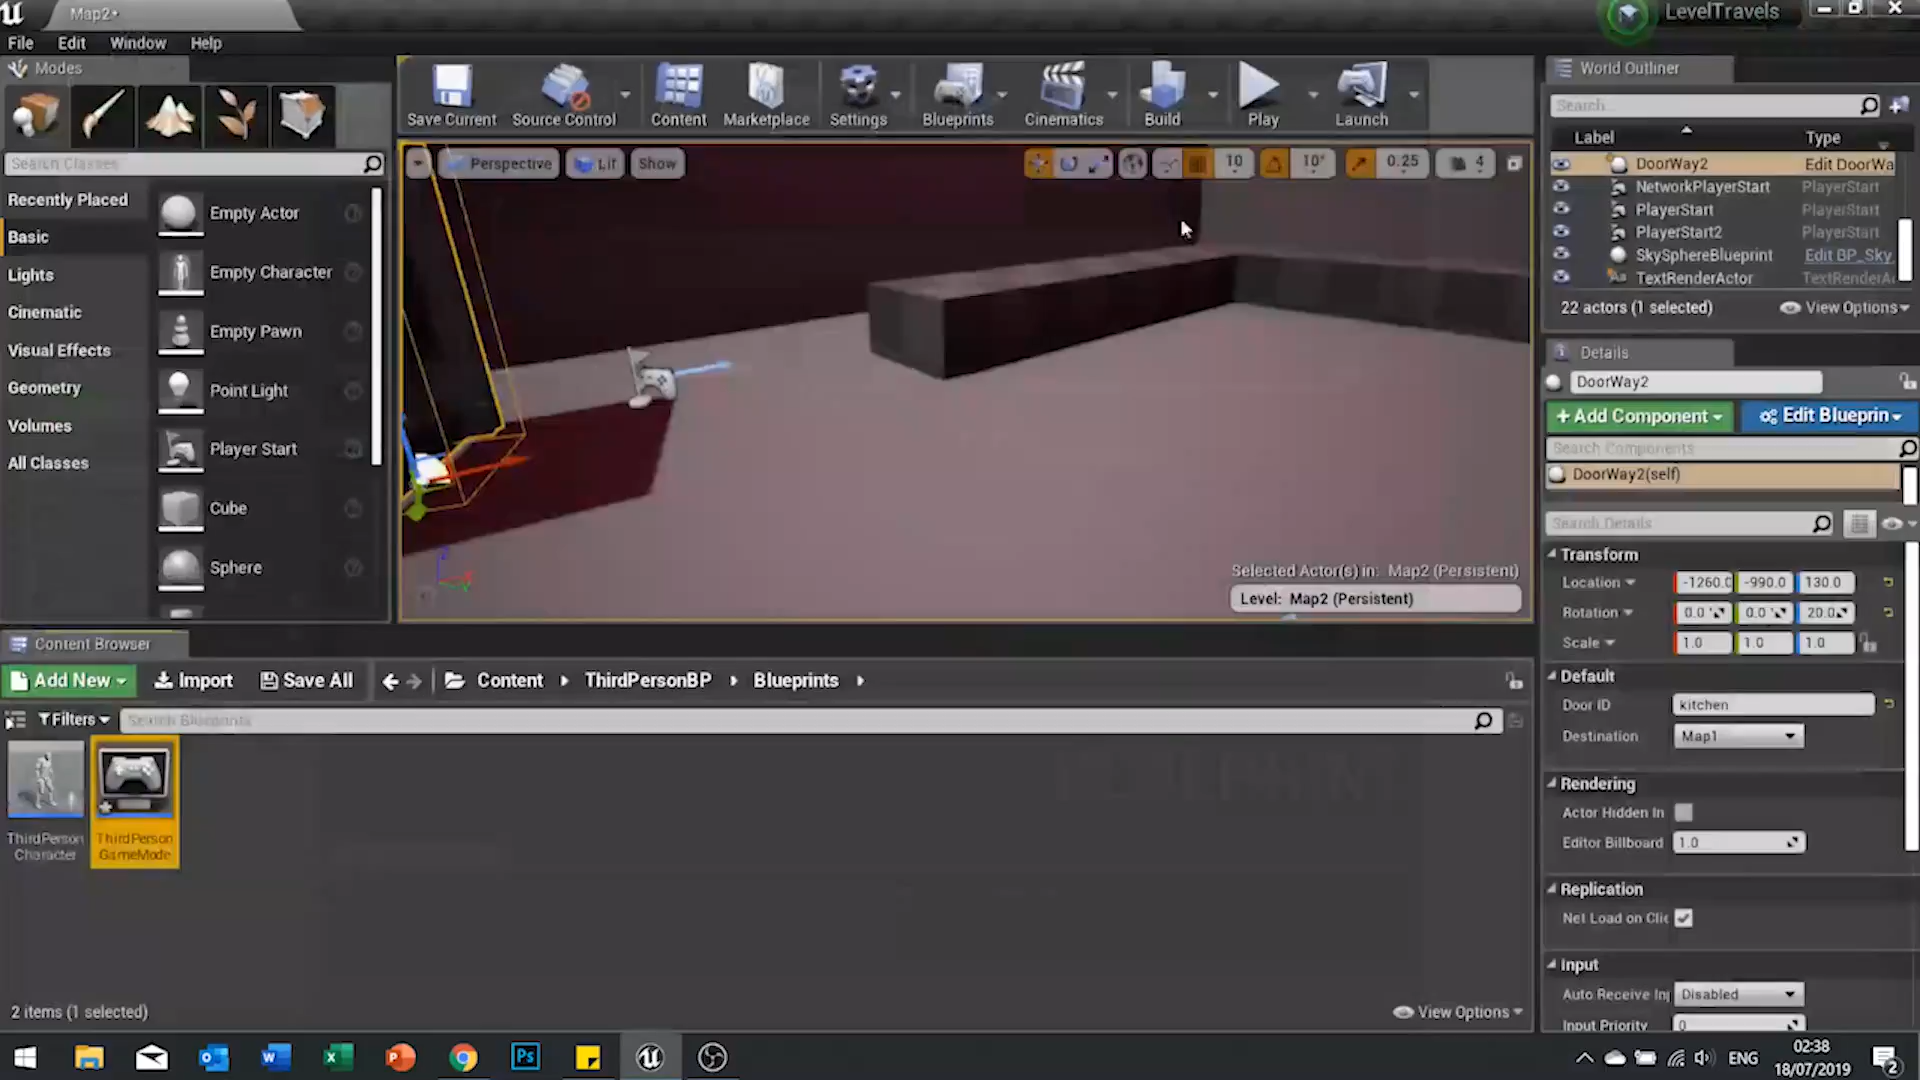 Map2•
LevelTravels
File Edit Window Help
Modes
Search Classes
Recently Placed
Basic
Lights
Cinematic
Visual Effects
Geometry
Volumes
All Classes
Empty Actor
Empty Character
Empty Pawn
Point Light
Player Start
Cube
Sphere
Save Current Source Control Content Marketplace Settings Blueprints Cinematics Build Play Launch
Perspective Lit Show
10 10° 0.25 4
Selected Actor(s) in: Map2 (Persistent)
Level: Map2 (Persistent)
World Outliner
Search...
Label Type
DoorWay2 Edit DoorWa
NetworkPlayerStart PlayerStart
PlayerStart PlayerStart
PlayerStart2 PlayerStart
SkySphereBlueprint Edit BP_Sky
TextRenderActor TextRenderAc
22 actors (1 selected) View Options
Details
DoorWay2
+ Add Component Edit Blueprin
Search Components
DoorWay2(self)
Search Details
Transform
Location -1260.0 -990.0 130.0
Rotation 0.0° 0.0° 20.0
Scale 1.0 1.0 1.0
Default
Door ID kitchen
Destination Map1
Rendering
Actor Hidden In
Editor Billboard 1.0
Replication
Net Load on Clie
Input
Auto Receive Inp Disabled
Input Priority 0
Content Browser
Add New Import Save All Content ThirdPersonBP Blueprints
Filters Search Blueprints
ThirdPerson
Character
ThirdPerson
GameMode
2 items (1 selected) View Options
ENG
02:38
18/07/2019
2